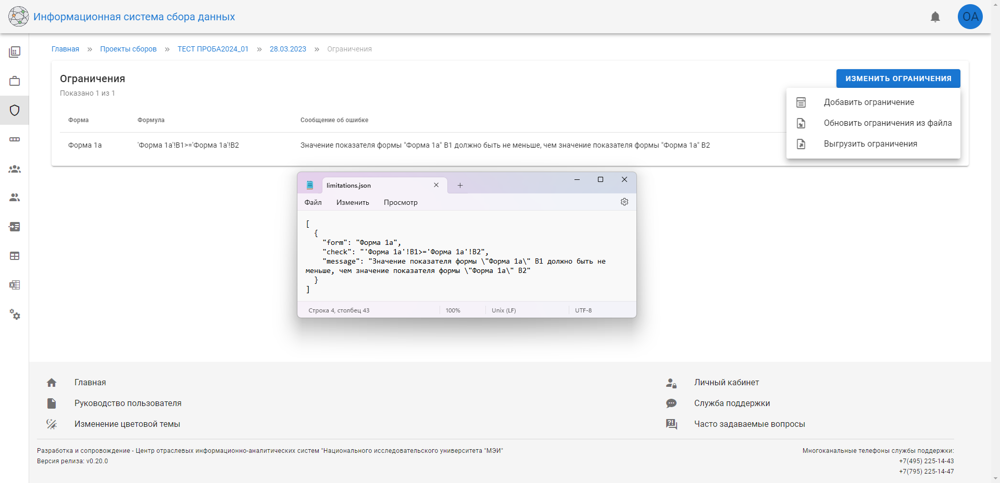 Информационная система сбора данных
ОА
Главная » Проекты сборов » ТЕСТ ПРОБА2024_01 » 28.03.2023 » Ограничения
Ограничения
ИЗМЕНИТЬ ОГРАНИЧЕНИЯ
Показано 1 из 1
Добавить ограничение
Обновить ограничения из файла
Выгрузить ограничения
Форма Формула Сообщение об ошибке
Форма 1а 'Форма 1а'!B1>='Форма 1а'!B2 Значение показателя формы "Форма 1а" B1 должно быть не меньше, чем значение показателя формы "Форма 1а" B2
limitations.json
Файл Изменить Просмотр
[
{
"form": "Форма 1а",
"check": "'Форма 1а'!B1>='Форма 1а'!B2",
"message": "Значение показателя формы \"Форма 1а\" B1 должно быть не
меньше, чем значение показателя формы \"Форма 1а\" B2"
}
]
Строка 4, столбец 43 100% Unix (LF) UTF-8
Главная
Руководство пользователя
Изменение цветовой темы
Личный кабинет
Служба поддержки
Часто задаваемые вопросы
Разработка и сопровождение - Центр отраслевых информационно-аналитических систем "Национального исследовательского университета "МЭИ"
Версия релиза: v0.20.0
Многоканальные телефоны службы поддержки:
+7(495) 225-14-43
+7(795) 225-14-47